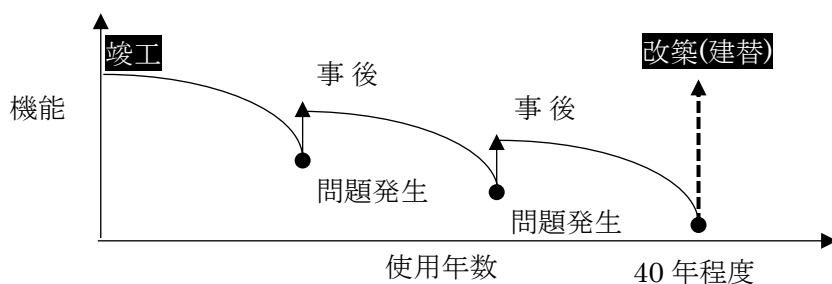 竣工
改築(建替)
事 後
事 後
機能
問題発生
問題発生
使用年数
40 年程度